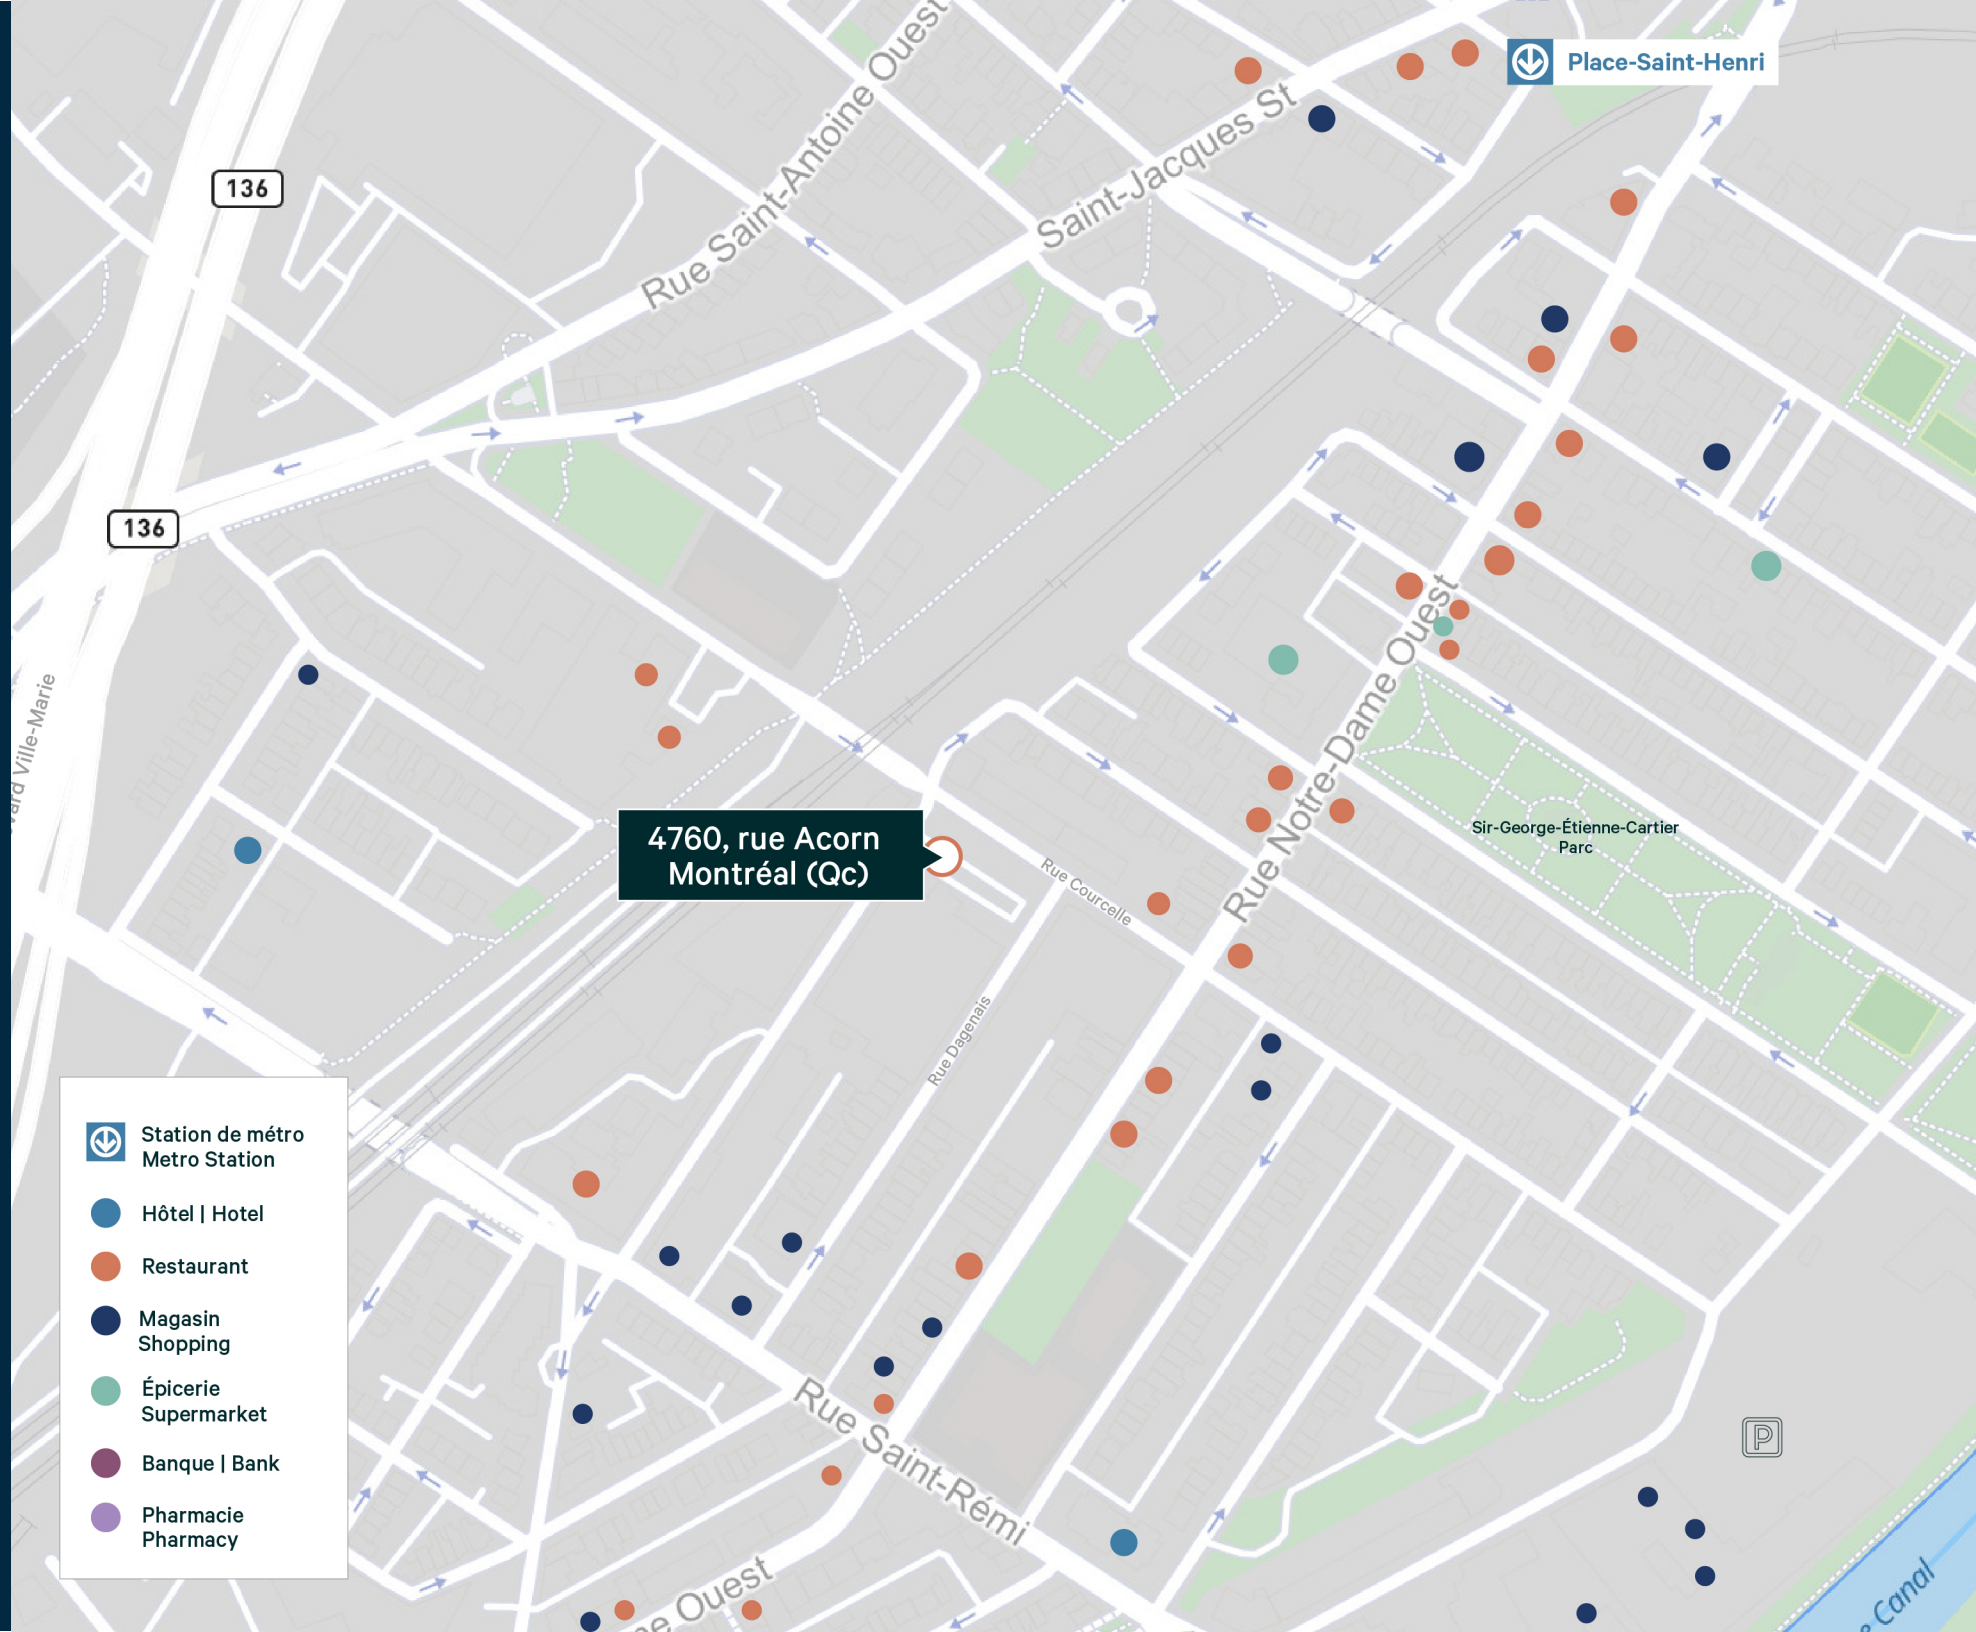 Place-Saint-Henri
Rue Saint-Antoine Ouest
Saint-Jacques St
136
136
Ville-Marie
4760, rue Acorn
Montréal (Qc)
Rue Courcelle
Rue Notre-Dame Ouest
Sir-George-Étienne-Cartier
Parc
Rue Dagenais
Station de métro
Metro Station
Hôtel | Hotel
Restaurant
Magasin
Shopping
Épicerie
Supermarket
Banque | Bank
Pharmacie
Pharmacy
Rue Saint-Rémi
P
Ouest
Canal